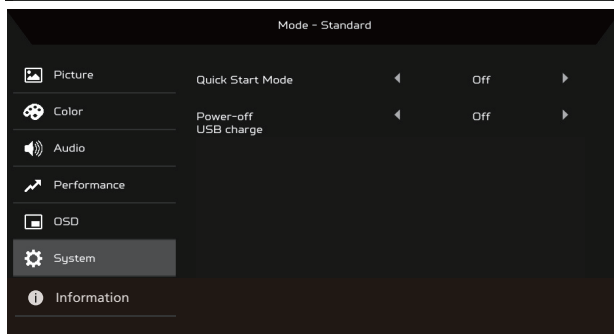 Mode - Standard
Picture
Quick Start Mode
Off
Color
Power-off
USB charge
Off
Audio
Performance
OSD
System
Information